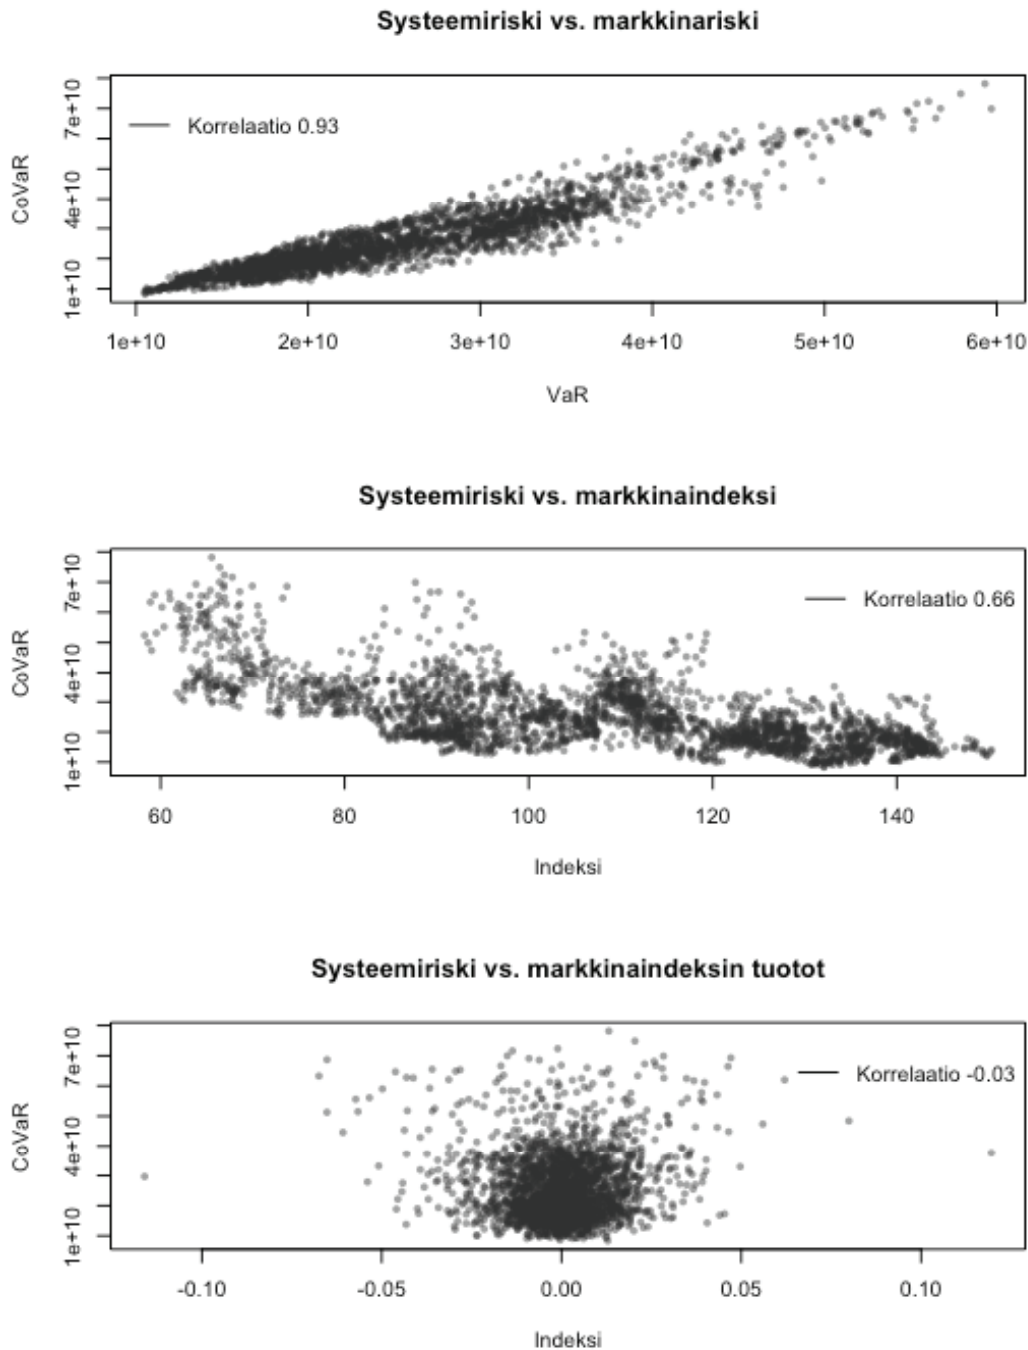 Systeemiriski vs. markkinariski
7e+10
4e+10
1e+10
CoVaR
Korrelaatio 0.93
1e+10 2e+10 3e+10 4e+10 5e+10 6e+10
VaR
Systeemiriski vs. markkinaindeksi
7e+10
4e+10
1e+10
CoVaR
Korrelaatio 0.66
60 80 100 120 140
Indeksi
Systeemiriski vs. markkinaindeksin tuotot
7e+10
4e+10
1e+10
CoVaR
Korrelaatio -0.03
-0.10 -0.05 0.00 0.05 0.10
Indeksi